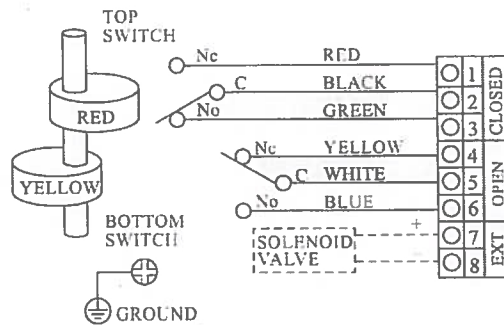 TOP
SWITCH
RED
YELLOW
BOTTOM
SWITCH
GROUND
Nc RED 1
C BLACK 2
No GREEN 3
CLOSED
Nc YELLOW 4
C WHITE 5
No BLUE 6
OPEN
SOLENOID + 7
VALVE - 8
EXT